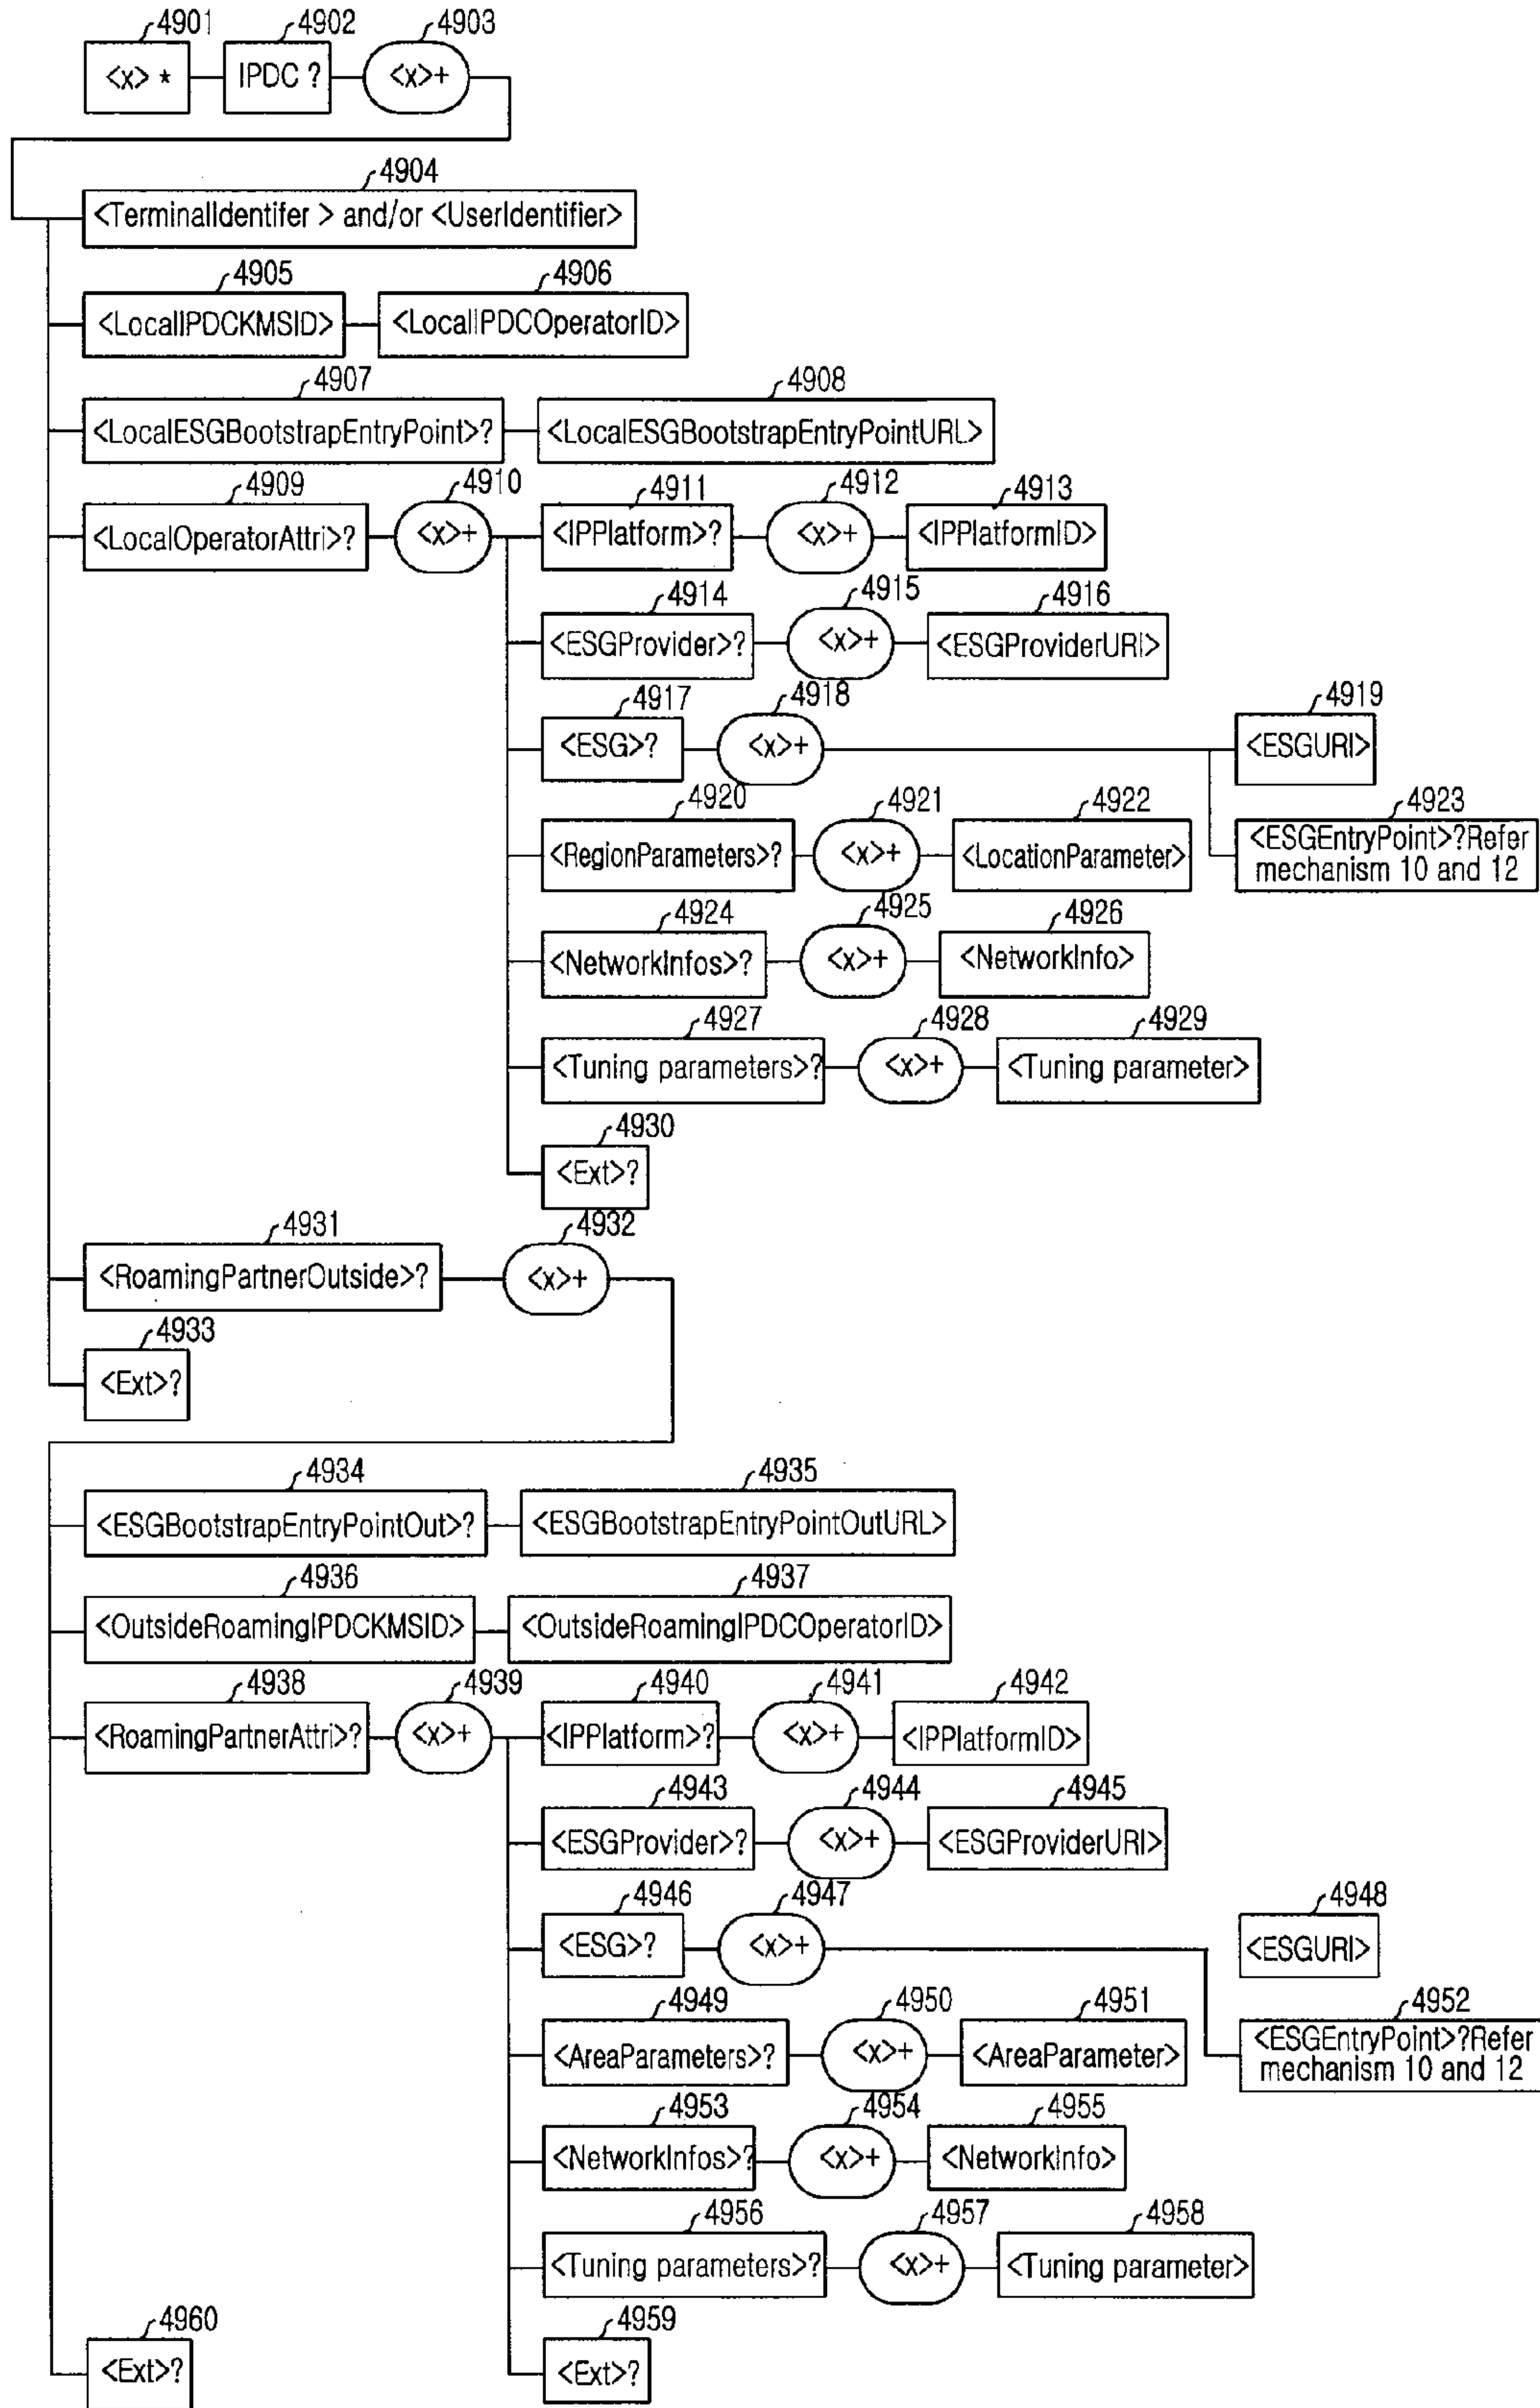 4901 4902 4903
<x> * IPDC ? <x>+
4904
<TerminalIdentifer > and/or <UserIdentifier>
4905 4906
<LocalIPDCKMSID> <LocalIPDCOperatorID>
4907 4908
<LocalESGBootstrapEntryPoint>? <LocalESGBootstrapEntryPointURL>
4909 4910 4911 4912 4913
<LocalOperatorAttri>? <x>+ <IPPlatform>? <x>+ <IPPlatformID>
4914 4915 4916
<ESGProvider>? <x>+ <ESGProviderURI>
4917 4918 4919
<ESG>? <x>+ <ESGURI>
4920 4921 4922 4923
<RegionParameters>? <x>+ <LocationParameter> <ESGEntryPoint>?Refer
mechanism 10 and 12
4924 4925 4926
<NetworkInfos>? <x>+ <NetworkInfo>
4927 4928 4929
<Tuning parameters>? <x>+ <Tuning parameter>
4930
<Ext>?
4931 4932
<RoamingPartnerOutside>? <x>+
4933
<Ext>?
4934 4935
<ESGBootstrapEntryPointOut>? <ESGBootstrapEntryPointOutURL>
4936 4937
<OutsideRoamingIPDCKMSID> <OutsideRoamingIPDCOperatorID>
4938 4939 4940 4941 4942
<RoamingPartnerAttri>? <x>+ <IPPlatform>? <x>+ <IPPlatformID>
4943 4944 4945
<ESGProvider>? <x>+ <ESGProviderURI>
4946 4947 4948
<ESG>? <x>+ <ESGURI>
4949 4950 4951 4952
<AreaParameters>? <x>+ <AreaParameter> <ESGEntryPoint>?Refer
mechanism 10 and 12
4953 4954 4955
<NetworkInfos>? <x>+ <NetworkInfo>
4956 4957 4958
<Tuning parameters>? <x>+ <Tuning parameter>
4960 4959
<Ext>? <Ext>?